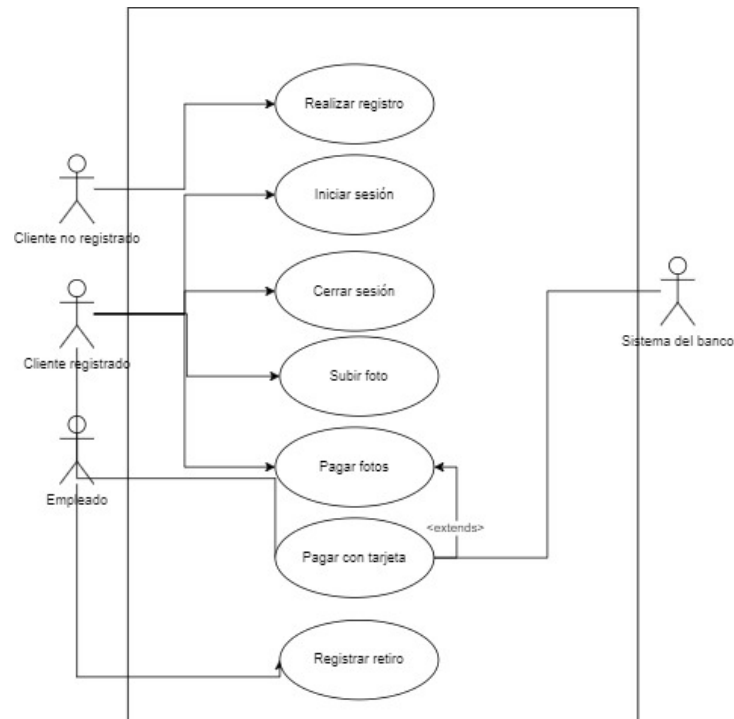 Realizar registro
Cliente no registrado
Iniciar sesión
Cerrar sesión
Sistema del banco
Cliente registrado
Subir foto
Empleado
Pagar fotos
<extends>
Pagar con tarjeta
Registrar retiro